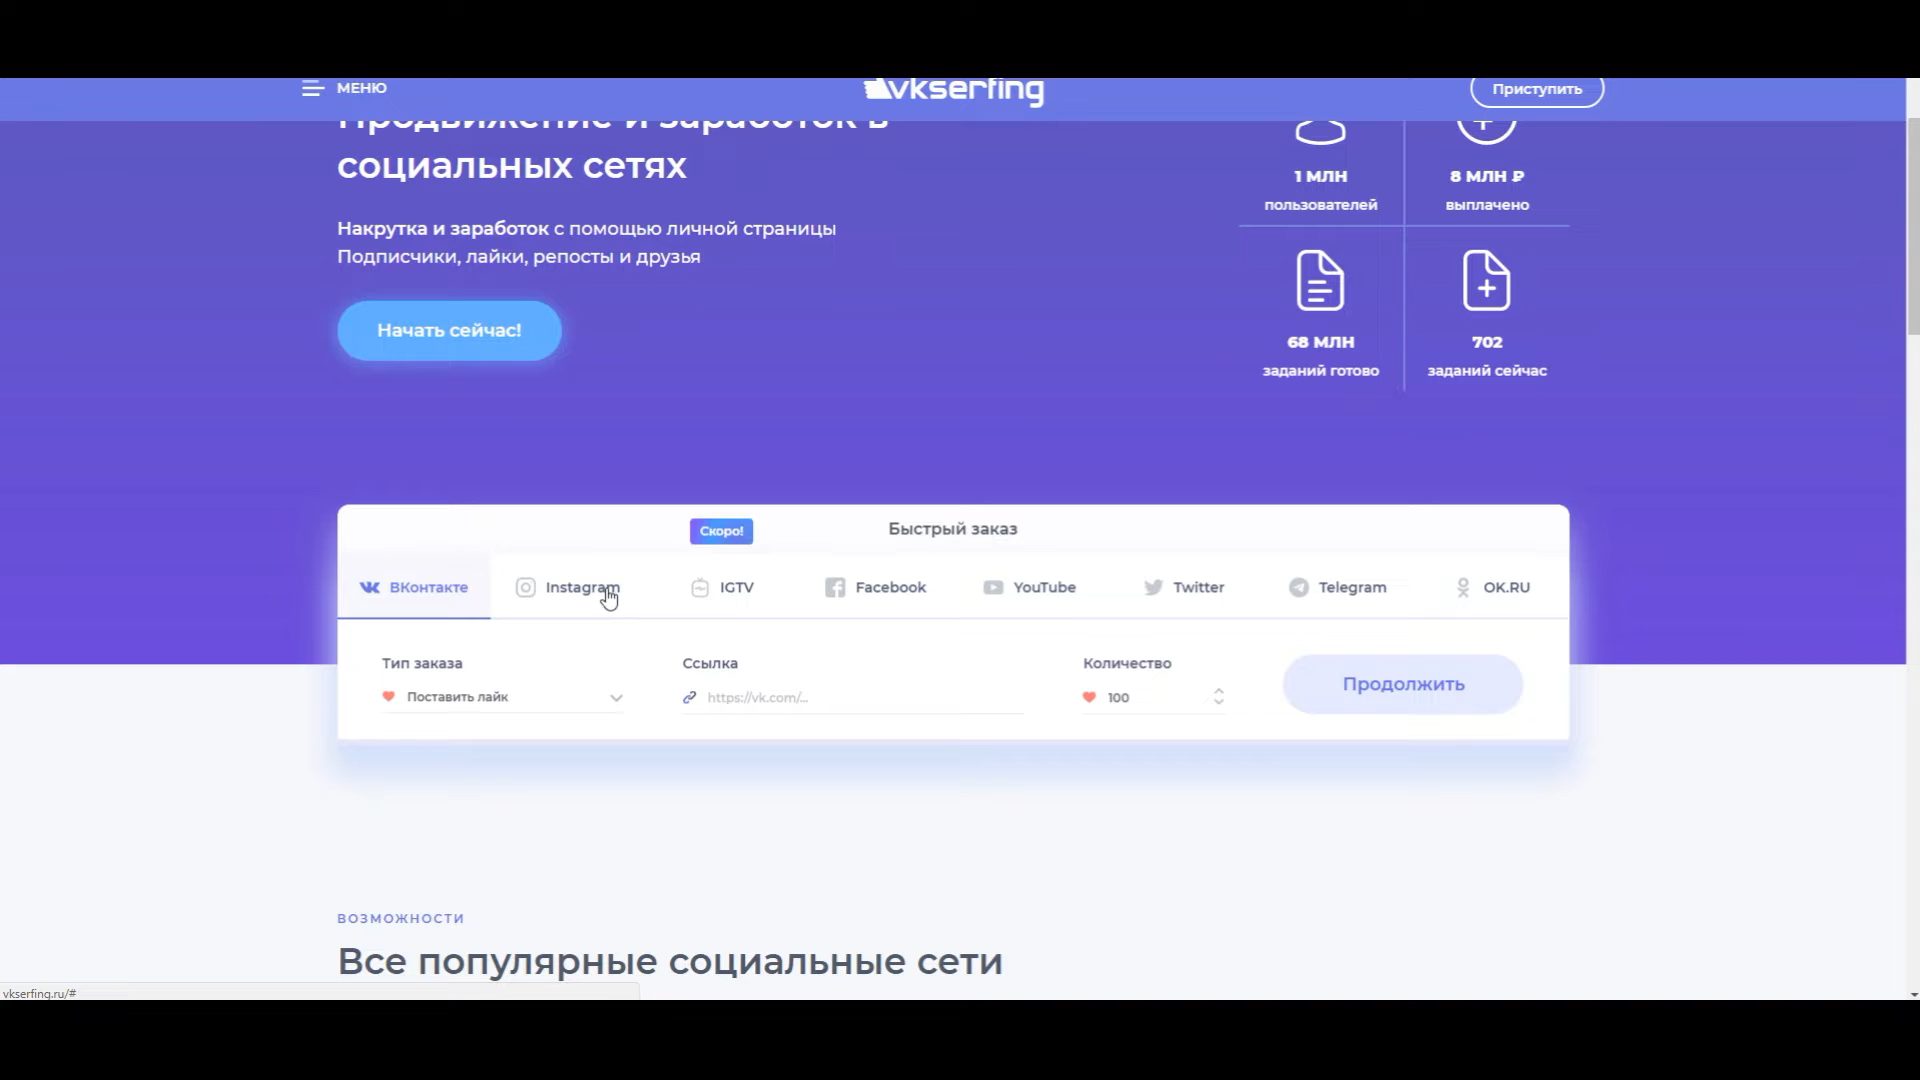 МЕНЮ
vkserfing
Приступить
Продвижение и заработок в
социальных сетях
Накрутка и заработок с помощью личной страницы
Подписчики, лайки, репосты и друзья
Начать сейчас!
1 МЛН
пользователей
8 МЛН ₽
выплачено
68 МЛН
заданий готово
702
заданий сейчас
Скоро!
Быстрый заказ
ВКонтакте
Instagram
IGTV
Facebook
YouTube
Twitter
Telegram
OK.RU
Тип заказа
Поставить лайк
Ссылка
https://vk.com/...
Количество
100
Продолжить
ВОЗМОЖНОСТИ
Все популярные социальные сети
vkserfing.ru/#